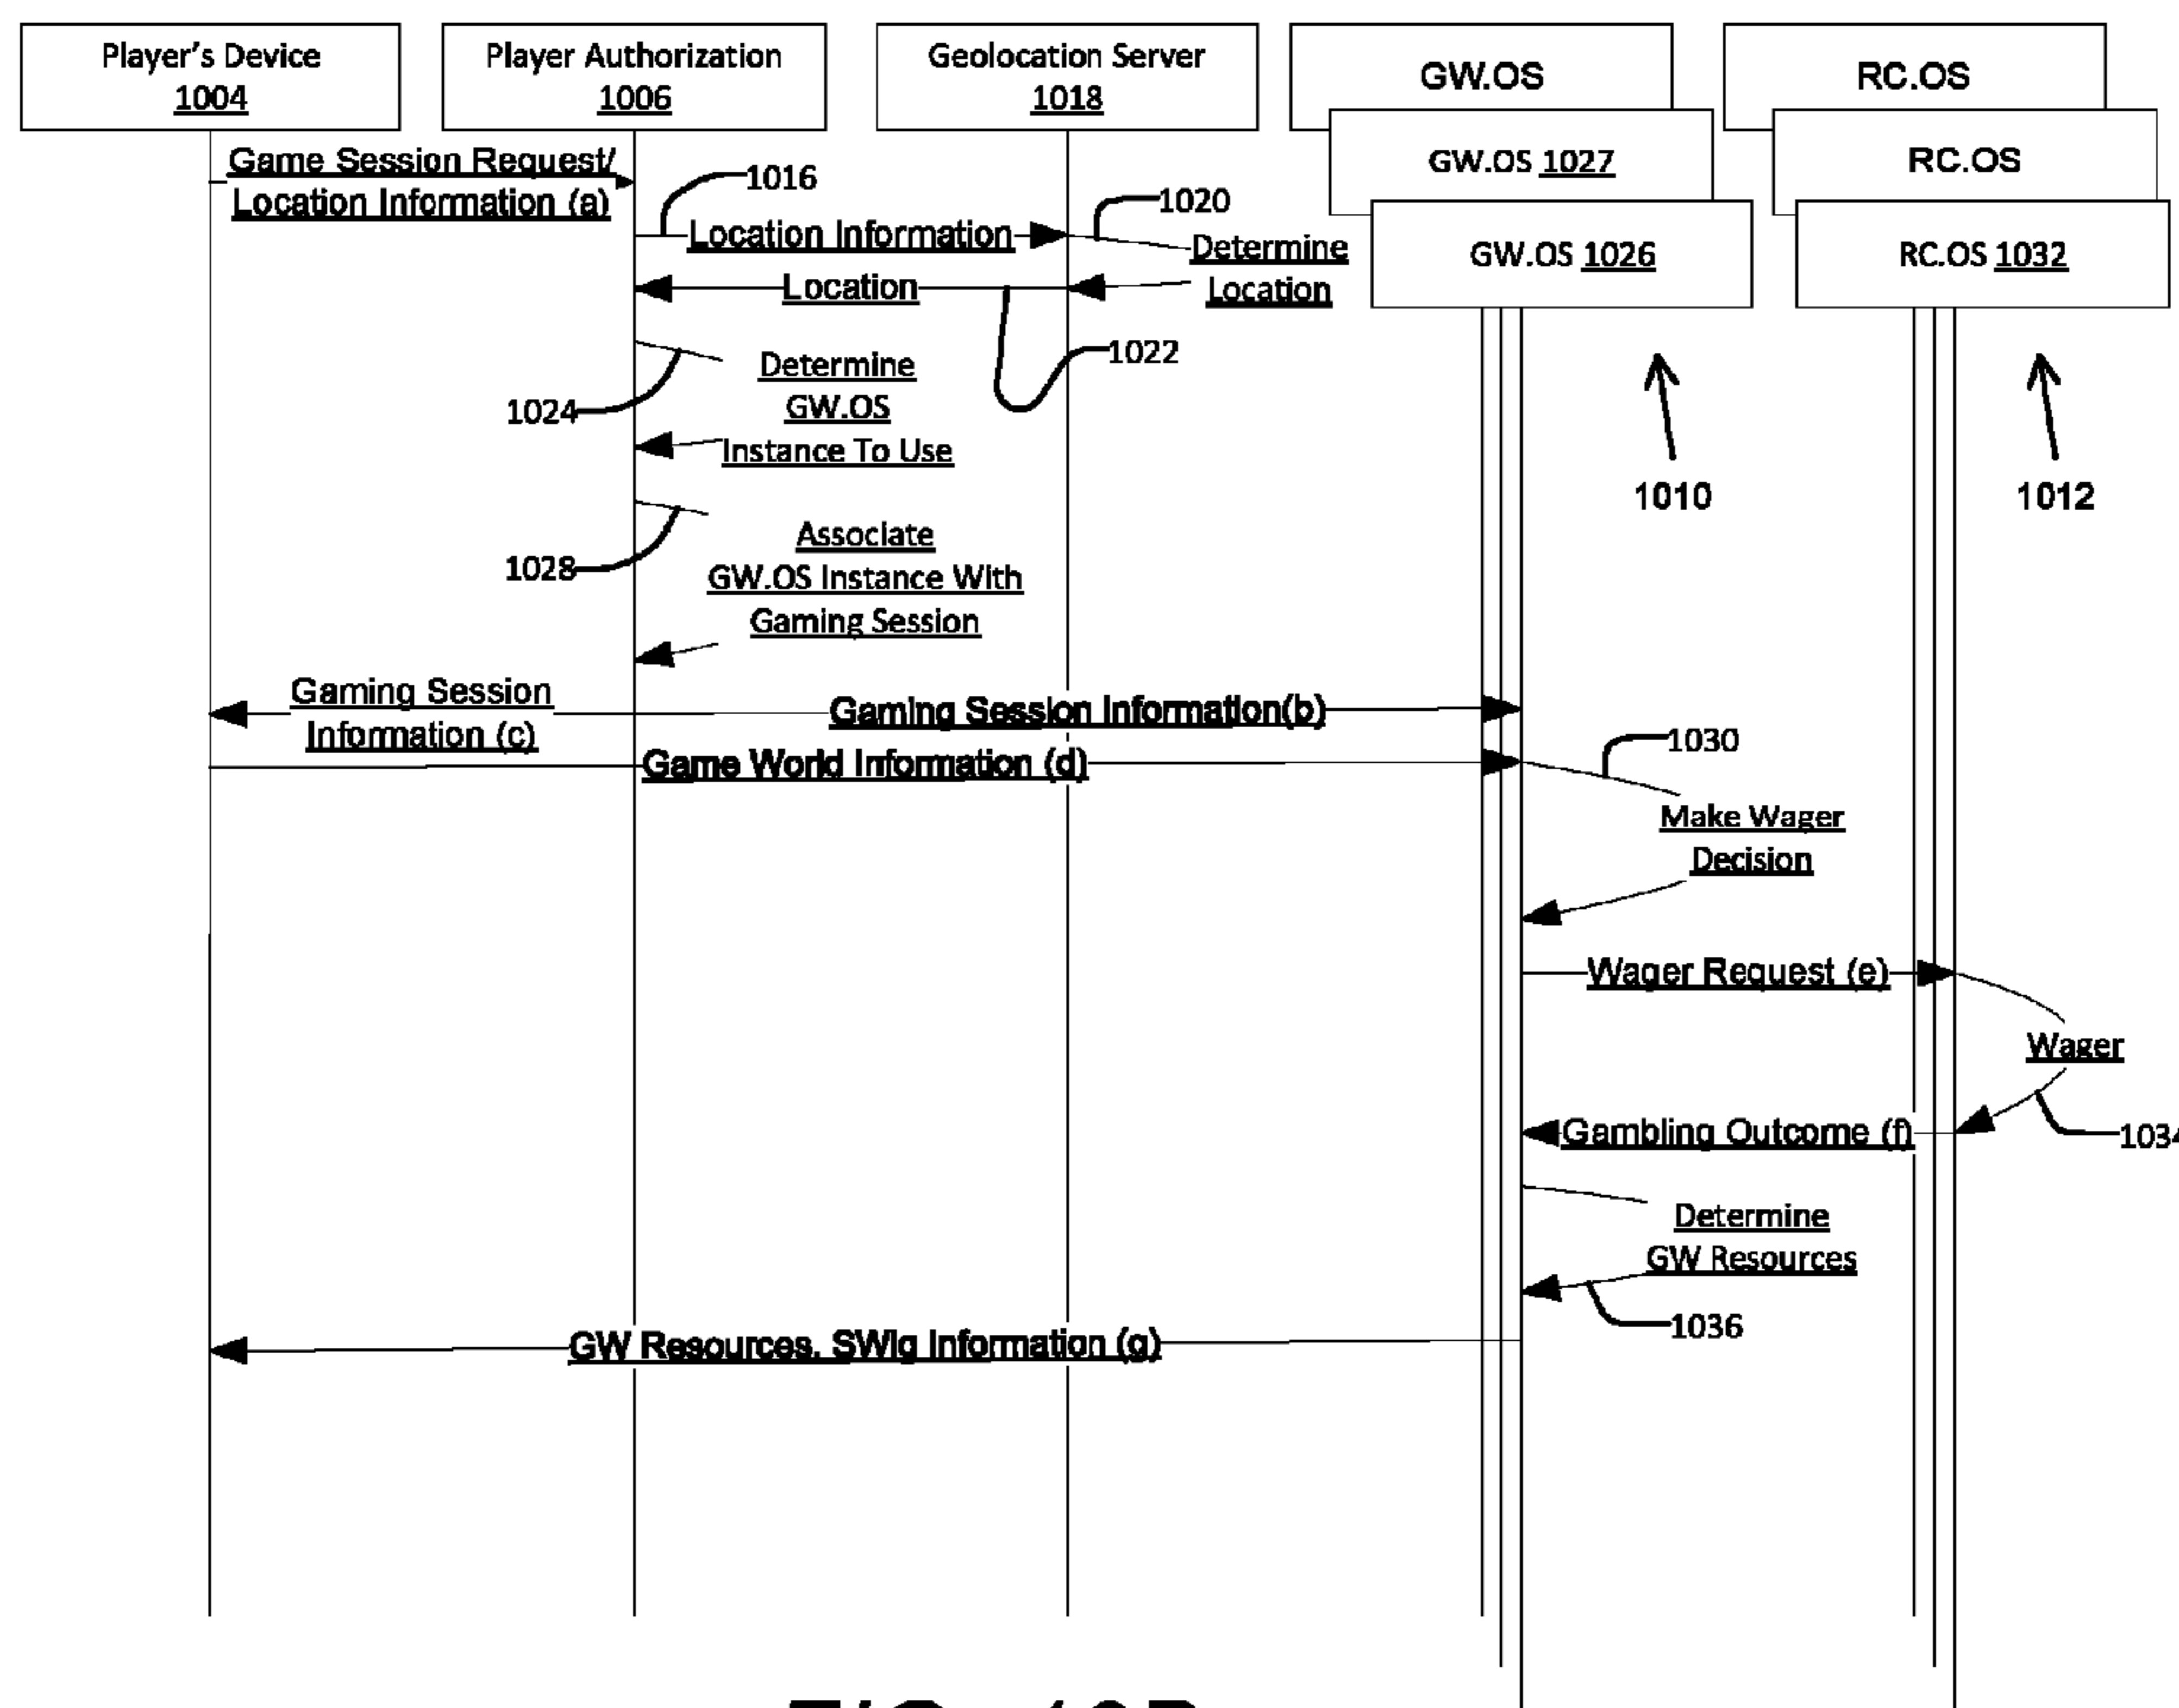 Player's Device
1004
Player Authorization
1006
Geolocation Server
1018
GW.OS
GW.OS 1027
GW.OS 1026
RC.OS
RC.OS
RC.OS 1032
Game Session Request/
Location Information (a)
1016
Location Information
1020
Determine
Location
Location
1022
Determine
GW.OS
Instance To Use
1024
1010
1012
Associate
GW.OS Instance With
Gaming Session
1028
Gaming Session
Information (c)
Gaming Session Information(b)
Game World Information (d)
1030
Make Wager
Decision
Wager Request (e)
Wager
Gambling Outcome (f)
1034
Determine
GW Resources
1036
GW Resources, SWig Information (g)